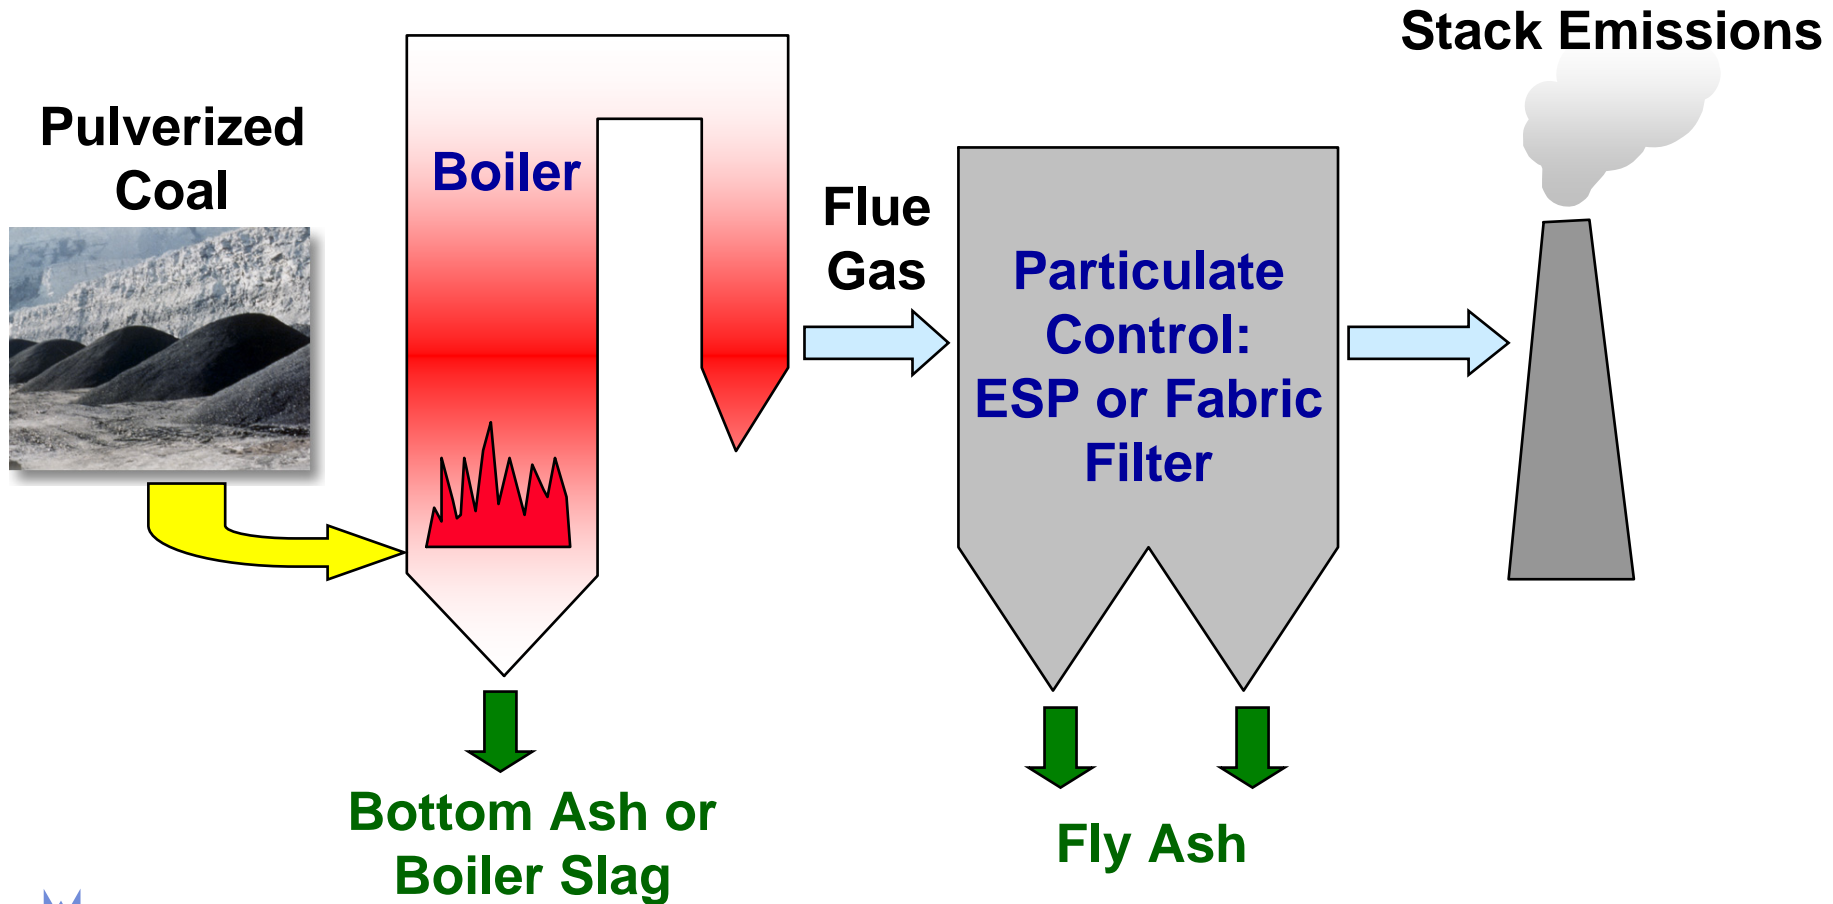 Stack Emissions
Pulverized
Coal
Boiler
Flue
Gas
Particulate
Control:
ESP or Fabric
Filter
Bottom Ash or
Boiler Slag
Fly Ash